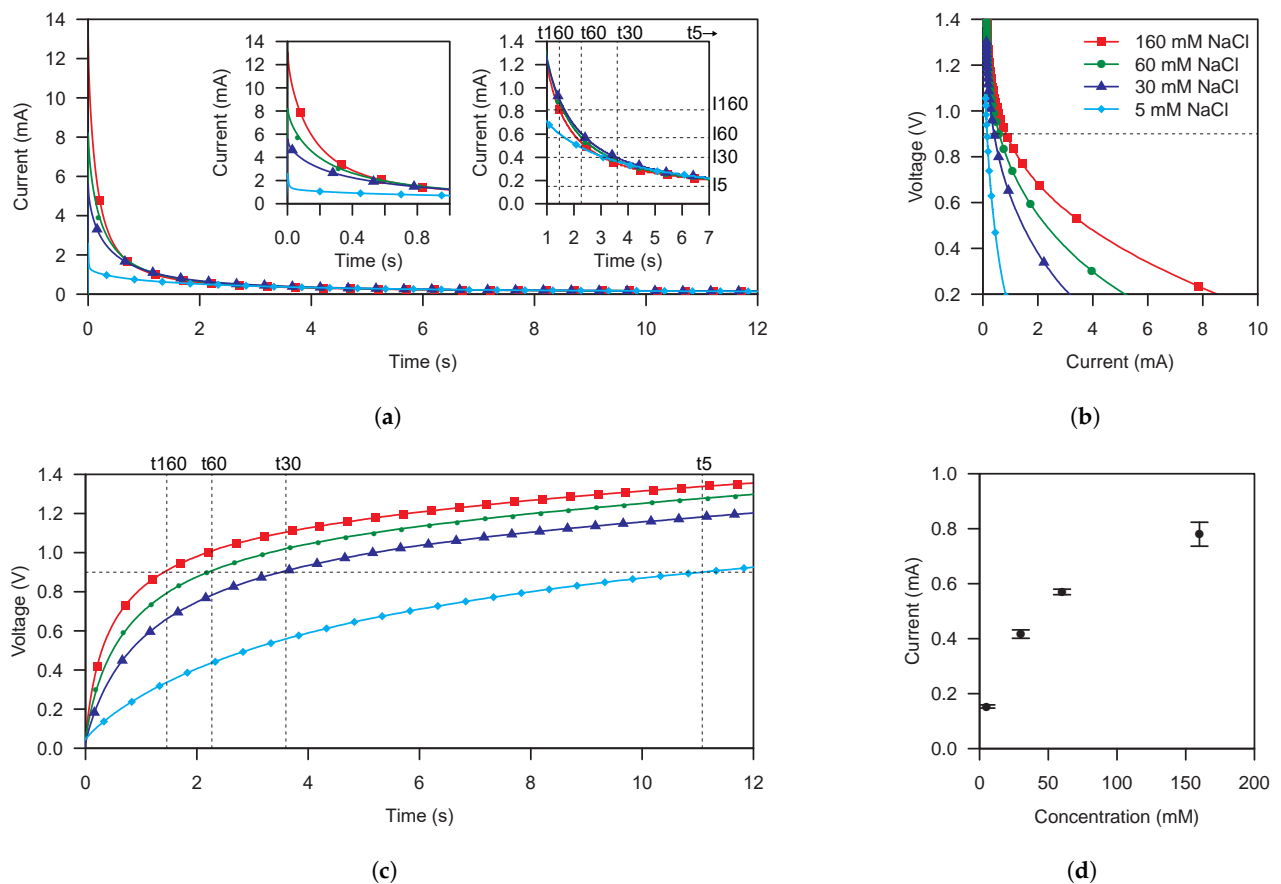 14
12
10
8
6
4
2
0
Current (mA)
0 2 4 6 8 10 12
Time (s)
14
12
10
8
6
4
2
0
Current (mA)
0.0 0.4 0.8
Time (s)
t160 t60 t30 t5→
1.4
1.2
1.0
0.8
0.6
0.4
0.2
0.0
Current (mA)
I160
I60
I30
I5
1 2 3 4 5 6 7
Time (s)
(a)
1.4
1.2
1.0
0.8
0.6
0.4
0.2
Voltage (V)
160 mM NaCl
60 mM NaCl
30 mM NaCl
5 mM NaCl
0 2 4 6 8 10
Current (mA)
(b)
t160 t60 t30 t5
1.4
1.2
1.0
0.8
0.6
0.4
0.2
0.0
Voltage (V)
0 2 4 6 8 10 12
Time (s)
(c)
1.0
0.8
0.6
0.4
0.2
0.0
Current (mA)
0 50 100 150 200
Concentration (mM)
(d)